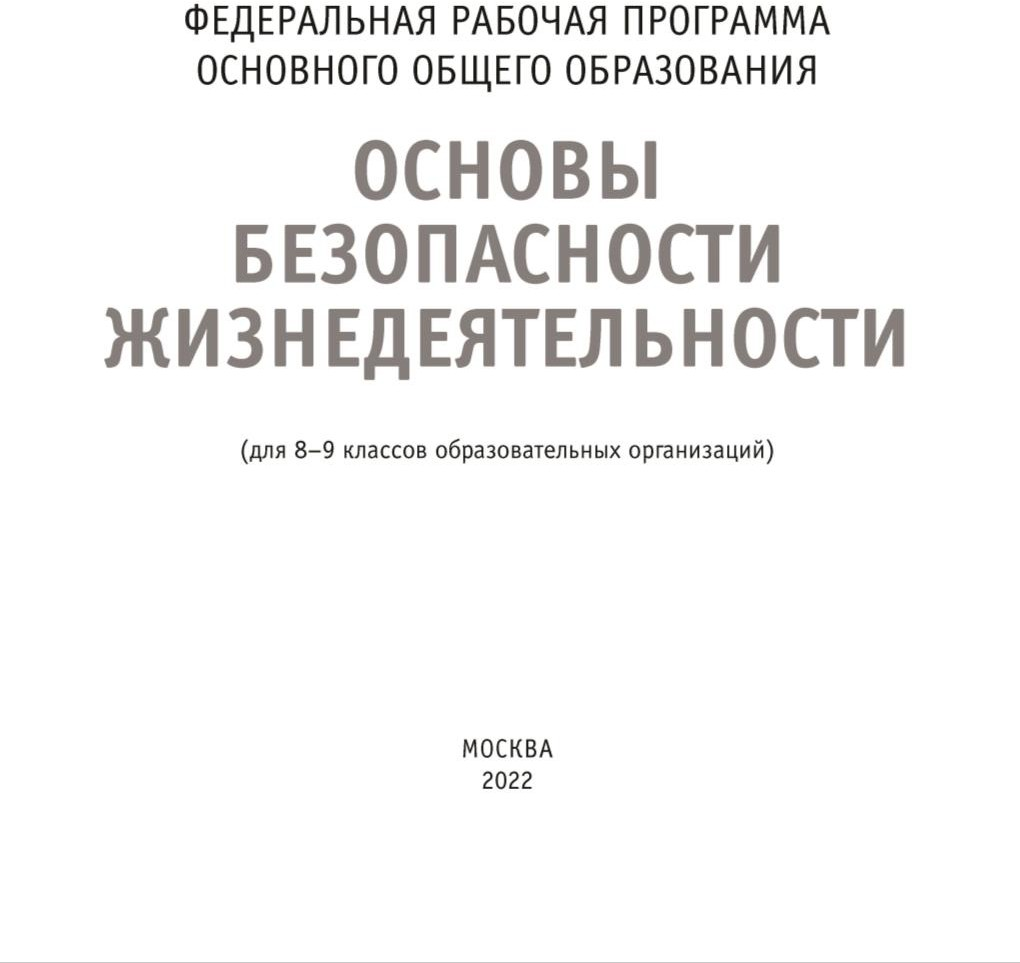 ФЕДЕРАЛЬНАЯ РАБОЧАЯ ПРОГРАММА
ОСНОВНОГО ОБЩЕГО ОБРАЗОВАНИЯ
ОСНОВЫ
БЕЗОПАСНОСТИ
ЖИЗНЕДЕЯТЕЛЬНОСТИ
(для 8–9 классов образовательных организаций)
МОСКВА
2022